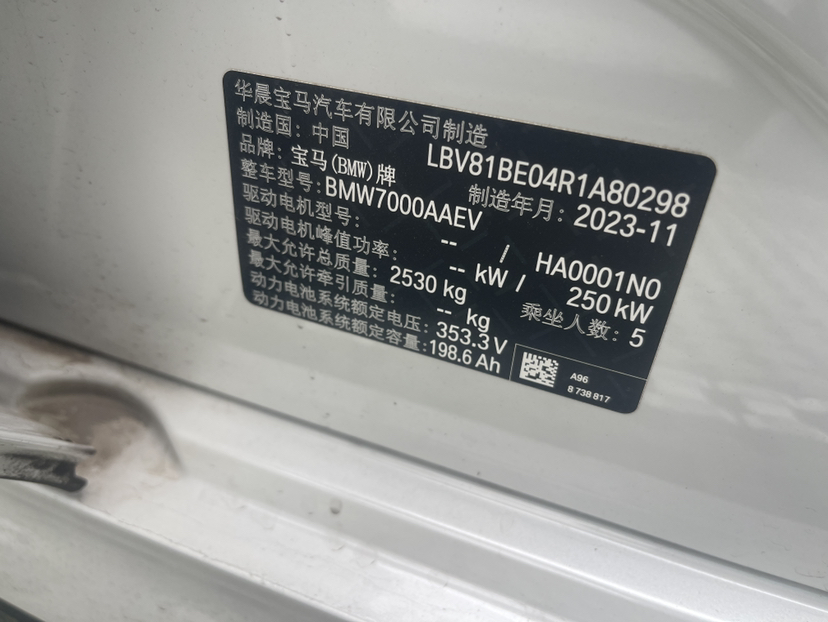 华晨宝马汽车有限公司制造
制造国：中国 LBV81BE04R1A80298
品牌：宝马(BMW)牌 制造年月：2023-11
整车型号：BMW7000AAEV
驱动电机型号： -- / HA0001N0
驱动电机峰值功率： -- kW / 250 kW
最大允许总质量：2530 kg 乘坐人数：5
最大允许牵引质量： -- kg
动力电池系统额定电压：353.3 V
动力电池系统额定容量：198.6 Ah
A96
8 738 817